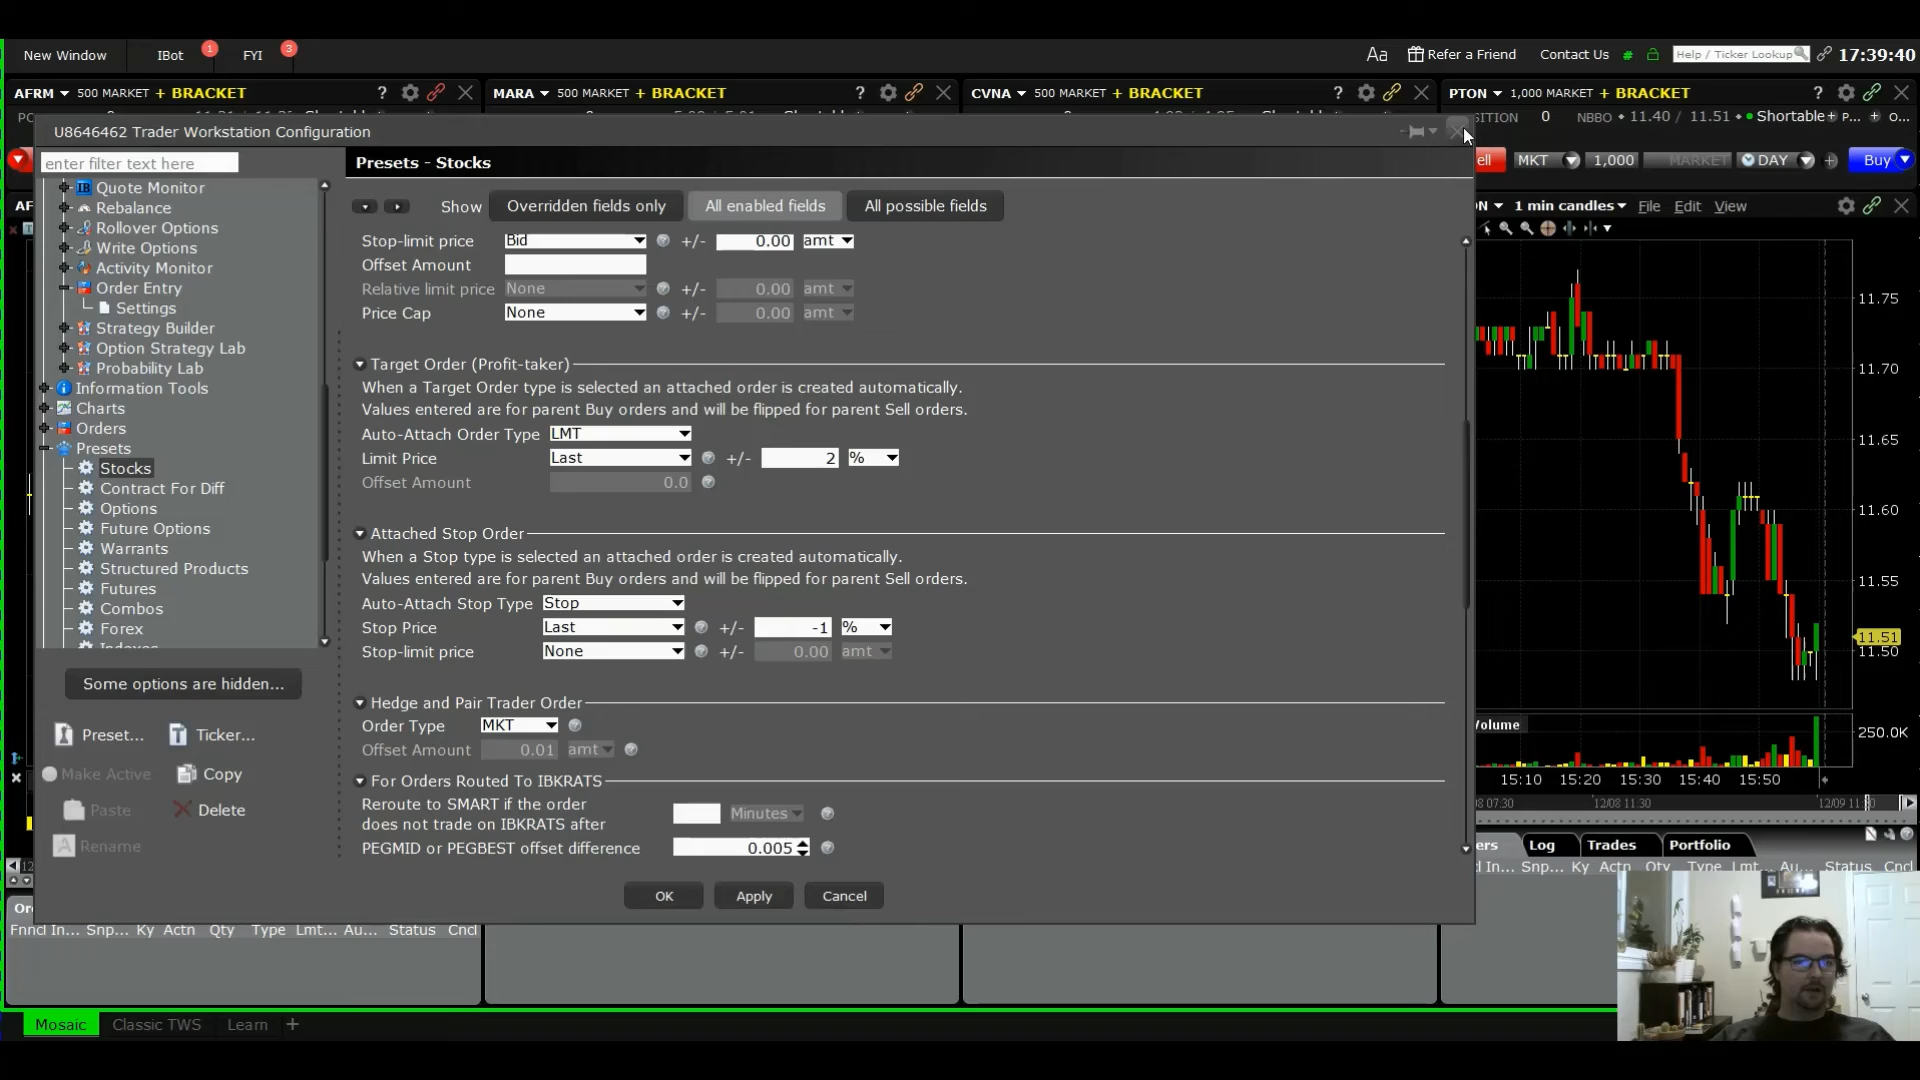 New Window IBot 1 FYI 3 Aa Refer a Friend Contact Us # Help / Ticker Lookup 17:39:40
AFRM 500 MARKET + BRACKET ? MARA 500 MARKET + BRACKET ? CVNA 500 MARKET + BRACKET ? PTON 1,000 MARKET + BRACKET ?
SITION 0 NBBO 11.40 / 11.51 Shortable P... O...
U8646462 Trader Workstation Configuration
ell MKT 1,000 MARKET DAY Buy
enter filter text here
Presets - Stocks
Quote Monitor
Rebalance
Rollover Options
Write Options
Activity Monitor
Order Entry
Settings
Strategy Builder
Option Strategy Lab
Probability Lab
Information Tools
Charts
Orders
Presets
Stocks
Contract For Diff
Options
Future Options
Warrants
Structured Products
Futures
Combos
Forex
Some options are hidden...
Preset... Ticker...
Make Active Copy
Paste Delete
Rename
Show Overridden fields only All enabled fields All possible fields
Stop-limit price Bid +/- 0.00 amt
Offset Amount
Relative limit price None +/- 0.00 amt
Price Cap None +/- 0.00 amt
Target Order (Profit-taker)
When a Target Order type is selected an attached order is created automatically.
Values entered are for parent Buy orders and will be flipped for parent Sell orders.
Auto-Attach Order Type LMT
Limit Price Last +/- 2 %
Offset Amount 0.0
Attached Stop Order
When a Stop type is selected an attached order is created automatically.
Values entered are for parent Buy orders and will be flipped for parent Sell orders.
Auto-Attach Stop Type Stop
Stop Price Last +/- -1 %
Stop-limit price None +/- 0.00 amt
Hedge and Pair Trader Order
Order Type MKT
Offset Amount 0.01 amt
For Orders Routed To IBKRATS
Reroute to SMART if the order
does not trade on IBKRATS after Minutes
PEGMID or PEGBEST offset difference 0.005
OK Apply Cancel
1 min candles File Edit View
11.75
11.70
11.65
11.60
11.55
11.51
11.50
Volume
250.0K
15:10 15:20 15:30 15:40 15:50
12/08 11:30
ers Log Trades Portfolio
In... Snp... Ky Actn Qty Type Lmt... Au... Status Cncl
Fnncl In... Snp... Ky Actn Qty Type Lmt... Au... Status Cncl
Mosaic Classic TWS Learn +